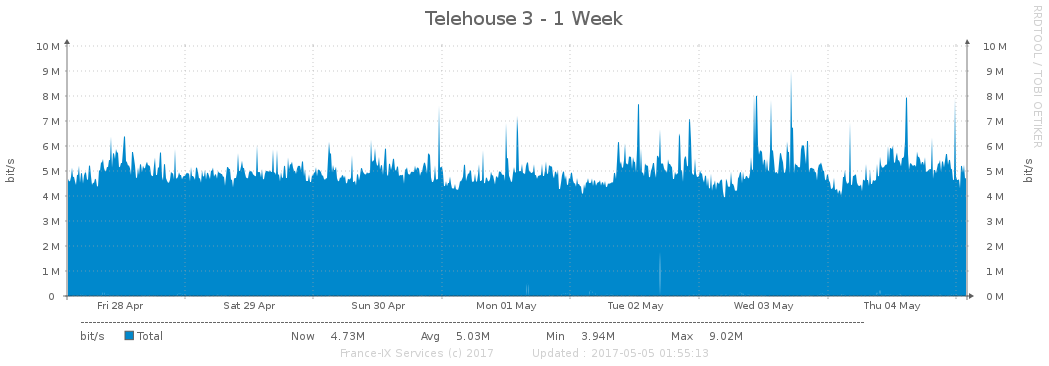 Telehouse 3 - 1 Week
RRDTOOL / TOBI OETIKER
10 M 10 M
9 M 9 M
8 M 8 M
7 M 7 M
6 M 6 M
5 M 5 M
4 M 4 M
3 M 3 M
2 M 2 M
1 M 1 M
0 0 M
bit/s
bit/s
Fri 28 Apr Sat 29 Apr Sun 30 Apr Mon 01 May Tue 02 May Wed 03 May Thu 04 May
bit/s Total Now 4.73M Avg 5.03M Min 3.94M Max 9.02M
France-IX Services (c) 2017 Updated : 2017-05-05 01:55:13